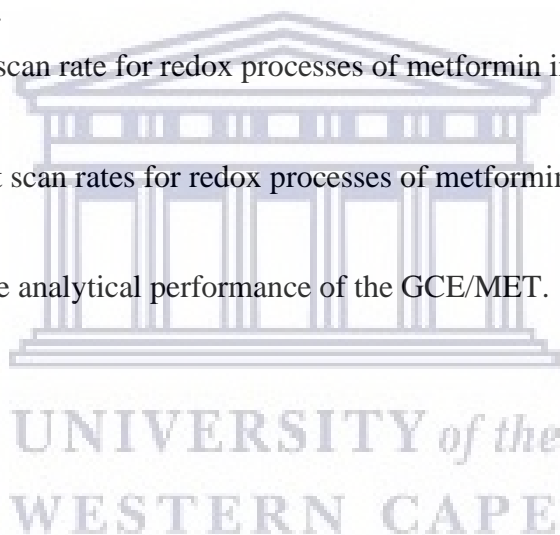 scan rate for redox processes of metformin i
t scan rates for redox processes of metformin
e analytical performance of the GCE/MET.
UNIVERSITY of the
WESTERN CAPE